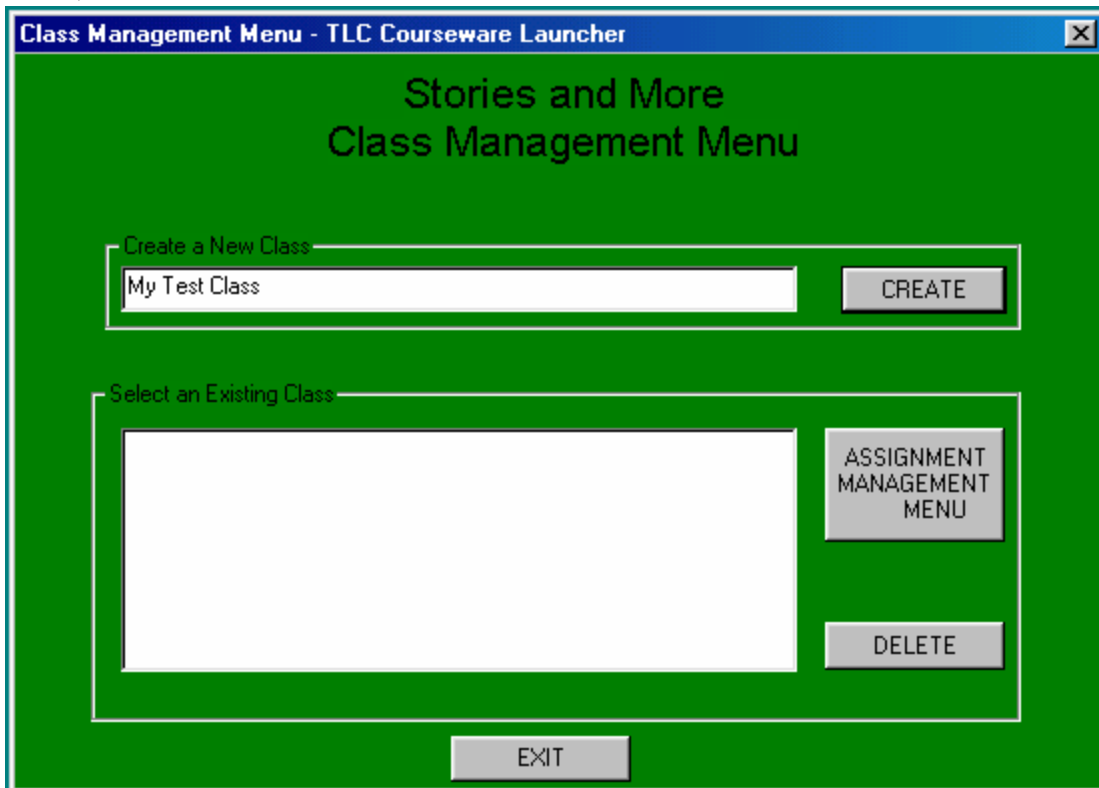 Class Management Menu - TLC Courseware Launcher
Stories and More
Class Management Menu
Create a New Class
My Test Class
CREATE
Select an Existing Class
ASSIGNMENT
MANAGEMENT
MENU
DELETE
EXIT